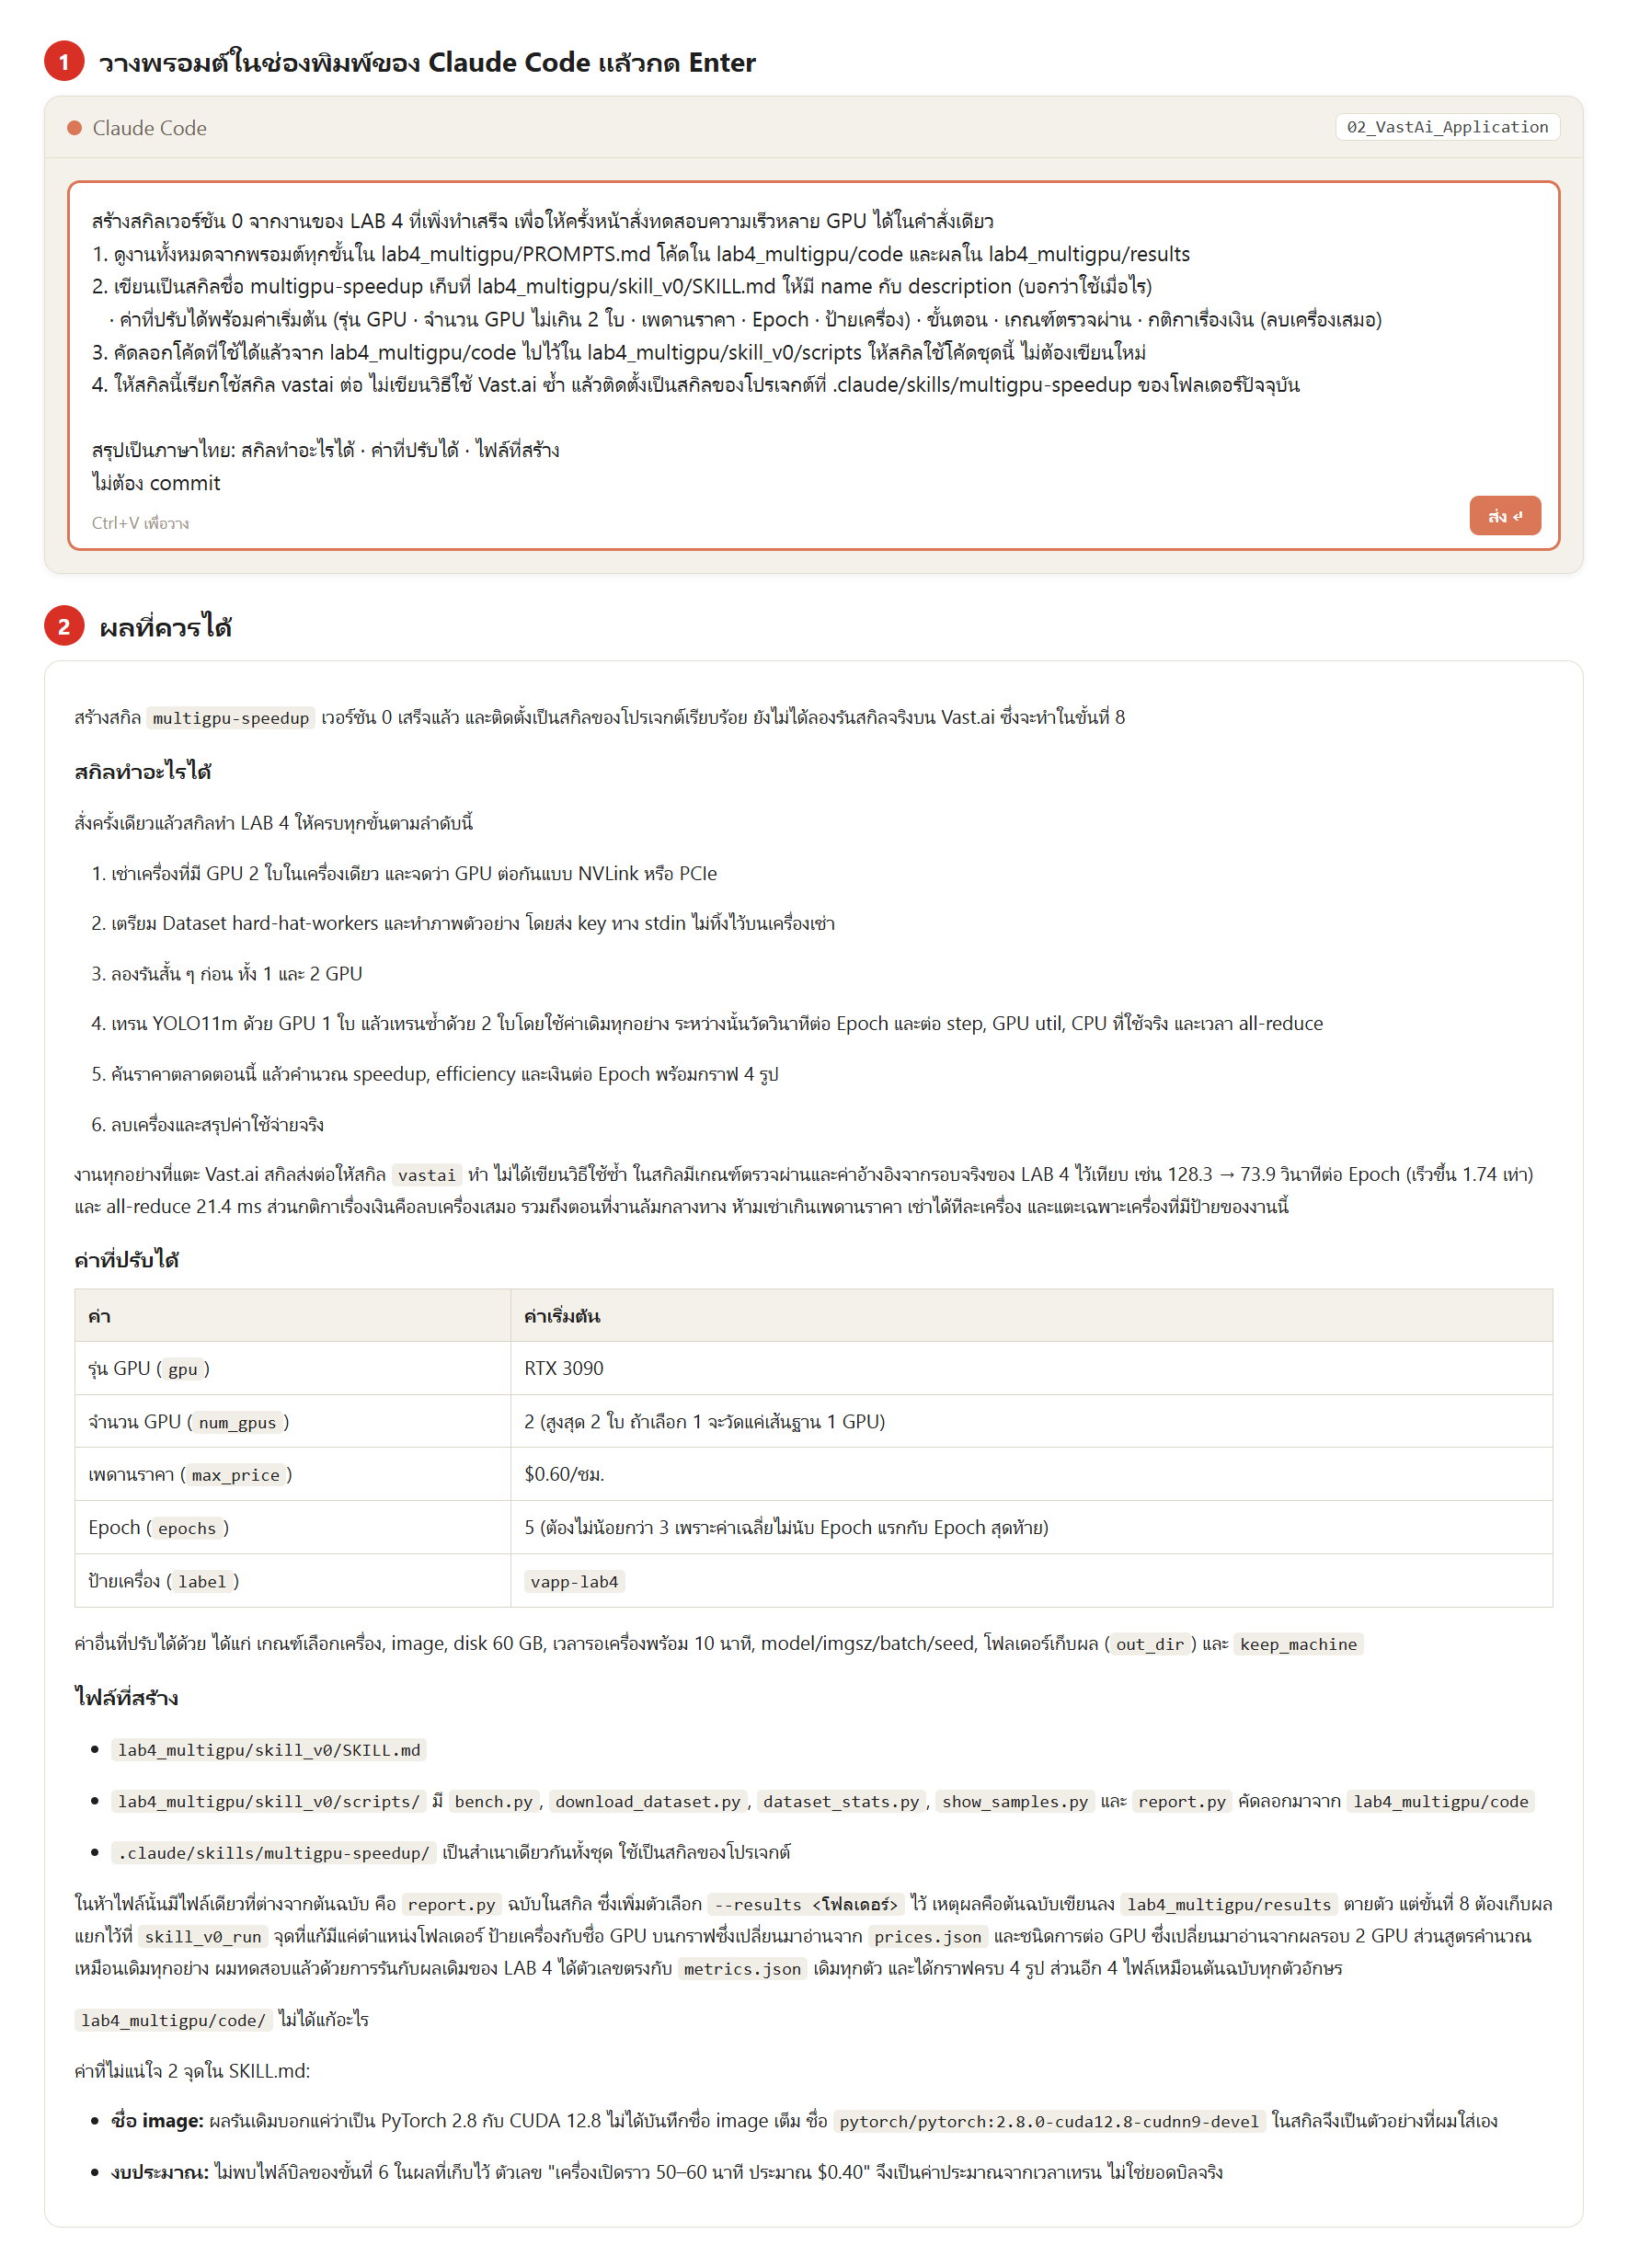 1 วางพรอมต์ในช่องพิมพ์ของ Claude Code แล้วกด Enter
Claude Code
02_VastAi_Application
สร้างสกิลเวอร์ชัน 0 จากงานของ LAB 4 ที่เพิ่งทำเสร็จ เพื่อให้ครั้งหน้าสั่งทดสอบความเร็วหลาย GPU ได้ในคำสั่งเดียว
1. ดูงานทั้งหมดจากพรอมต์ทุกขั้นใน lab4_multigpu/PROMPTS.md โค้ดใน lab4_multigpu/code และผลใน lab4_multigpu/results
2. เขียนเป็นสกิลชื่อ multigpu-speedup เก็บที่ lab4_multigpu/skill_v0/SKILL.md ให้มี name กับ description (บอกว่าใช้เมื่อไร)
· ค่าที่ปรับได้พร้อมค่าเริ่มต้น (รุ่น GPU · จำนวน GPU ไม่เกิน 2 ใบ · เพดานราคา · Epoch · ป้ายเครื่อง) · ขั้นตอน · เกณฑ์ตรวจผ่าน · กติกาเรื่องเงิน (ลบเครื่องเสมอ)
3. คัดลอกโค้ดที่ใช้ได้แล้วจาก lab4_multigpu/code ไปไว้ใน lab4_multigpu/skill_v0/scripts ให้สกิลใช้โค้ดชุดนี้ ไม่ต้องเขียนใหม่
4. ให้สกิลนี้เรียกใช้สกิล vastai ต่อ ไม่เขียนวิธีใช้ Vast.ai ซ้ำ แล้วติดตั้งเป็นสกิลของโปรเจกต์ที่ .claude/skills/multigpu-speedup ของโฟลเดอร์ปัจจุบัน
สรุปเป็นภาษาไทย: สกิลทำอะไรได้ · ค่าที่ปรับได้ · ไฟล์ที่สร้าง
ไม่ต้อง commit
Ctrl+V เพื่อวาง
ส่ง ⏎
2 ผลที่ควรได้
สร้างสกิล multigpu-speedup เวอร์ชัน 0 เสร็จแล้ว และติดตั้งเป็นสกิลของโปรเจกต์เรียบร้อย ยังไม่ได้ลองรันสกิลจริงบน Vast.ai ซึ่งจะทำในขั้นที่ 8
สกิลทำอะไรได้
สั่งครั้งเดียวแล้วสกิลทำ LAB 4 ให้ครบทุกขั้นตามลำดับนี้
1. เช่าเครื่องที่มี GPU 2 ใบในเครื่องเดียว และจดว่า GPU ต่อกันแบบ NVLink หรือ PCIe
2. เตรียม Dataset hard-hat-workers และทำภาพตัวอย่าง โดยส่ง key ทาง stdin ไม่ทิ้งไว้บนเครื่องเช่า
3. ลองรันสั้น ๆ ก่อน ทั้ง 1 และ 2 GPU
4. เทรน YOLO11m ด้วย GPU 1 ใบ แล้วเทรนซ้ำด้วย 2 ใบโดยใช้ค่าเดิมทุกอย่าง ระหว่างนั้นวัดวินาทีต่อ Epoch และต่อ step, GPU util, CPU ที่ใช้จริง และเวลา all-reduce
5. ค้นราคาตลาดตอนนี้ แล้วคำนวณ speedup, efficiency และเงินต่อ Epoch พร้อมกราฟ 4 รูป
6. ลบเครื่องและสรุปค่าใช้จ่ายจริง
งานทุกอย่างที่แตะ Vast.ai สกิลส่งต่อให้สกิล vastai ทำ ไม่ได้เขียนวิธีใช้ซ้ำ ในสกิลมีเกณฑ์ตรวจผ่านและค่าอ้างอิงจากรอบจริงของ LAB 4 ไว้เทียบ เช่น 128.3 → 73.9 วินาทีต่อ Epoch (เร็วขึ้น 1.74 เท่า)
และ all-reduce 21.4 ms ส่วนกติกาเรื่องเงินคือลบเครื่องเสมอ รวมถึงตอนที่งานล้มกลางทาง ห้ามเช่าเกินเพดานราคา เช่าได้ทีละเครื่อง และแตะเฉพาะเครื่องที่มีป้ายของงานนี้
ค่าที่ปรับได้
ค่า
ค่าเริ่มต้น
รุ่น GPU (gpu)
RTX 3090
จำนวน GPU (num_gpus)
2 (สูงสุด 2 ใบ ถ้าเลือก 1 จะวัดแค่เส้นฐาน 1 GPU)
เพดานราคา (max_price)
$0.60/ชม.
Epoch (epochs)
5 (ต้องไม่น้อยกว่า 3 เพราะค่าเฉลี่ยไม่นับ Epoch แรกกับ Epoch สุดท้าย)
ป้ายเครื่อง (label)
vapp-lab4
ค่าอื่นที่ปรับได้ด้วย ได้แก่ เกณฑ์เลือกเครื่อง, image, disk 60 GB, เวลารอเครื่องพร้อม 10 นาที, model/imgsz/batch/seed, โฟลเดอร์เก็บผล (out_dir) และ keep_machine
ไฟล์ที่สร้าง
• lab4_multigpu/skill_v0/SKILL.md
• lab4_multigpu/skill_v0/scripts/ มี bench.py, download_dataset.py, dataset_stats.py, show_samples.py และ report.py คัดลอกมาจาก lab4_multigpu/code
• .claude/skills/multigpu-speedup/ เป็นสำเนาเดียวกันทั้งชุด ใช้เป็นสกิลของโปรเจกต์
ในห้าไฟล์นั้นมีไฟล์เดียวที่ต่างจากต้นฉบับ คือ report.py ฉบับในสกิล ซึ่งเพิ่มตัวเลือก --results <โฟลเดอร์> ไว้ เหตุผลคือต้นฉบับเขียนลง lab4_multigpu/results ตายตัว แต่ขั้นที่ 8 ต้องเก็บผล
แยกไว้ที่ skill_v0_run จุดที่แก้มีแค่ตำแหน่งโฟลเดอร์ ป้ายเครื่องกับชื่อ GPU บนกราฟซึ่งเปลี่ยนมาอ่านจาก prices.json และชนิดการต่อ GPU ซึ่งเปลี่ยนมาอ่านจากผลรอบ 2 GPU ส่วนสูตรคำนวณ
เหมือนเดิมทุกอย่าง ผมทดสอบแล้วด้วยการรันกับผลเดิมของ LAB 4 ได้ตัวเลขตรงกับ metrics.json เดิมทุกตัว และได้กราฟครบ 4 รูป ส่วนอีก 4 ไฟล์เหมือนต้นฉบับทุกตัวอักษร
lab4_multigpu/code/ ไม่ได้แก้อะไร
ค่าที่ไม่แน่ใจ 2 จุดใน SKILL.md:
• ชื่อ image: ผลรันเดิมบอกแค่ว่าเป็น PyTorch 2.8 กับ CUDA 12.8 ไม่ได้บันทึกชื่อ image เต็ม ชื่อ pytorch/pytorch:2.8.0-cuda12.8-cudnn9-devel ในสกิลจึงเป็นตัวอย่างที่ผมใส่เอง
• งบประมาณ: ไม่พบไฟล์บิลของขั้นที่ 6 ในผลที่เก็บไว้ ตัวเลข "เครื่องเปิดราว 50–60 นาที ประมาณ $0.40" จึงเป็นค่าประมาณจากเวลาเทรน ไม่ใช่ยอดบิลจริง